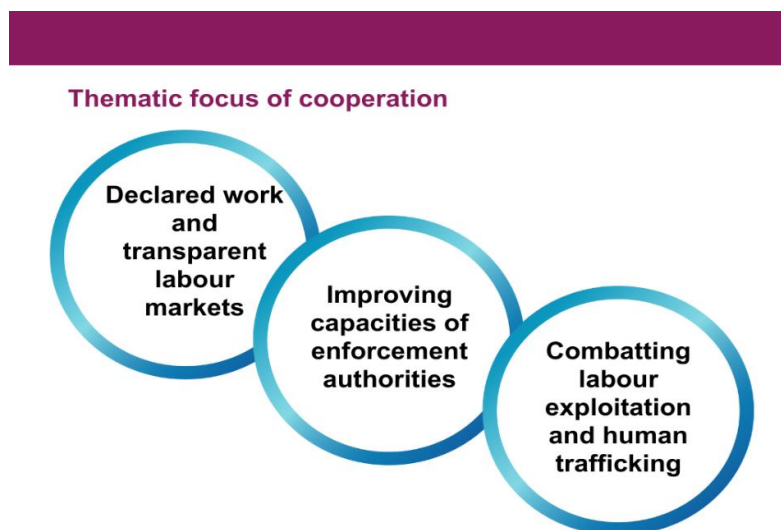 Thematic focus of cooperation
Declared work
and
transparent
labour
markets
Improving
capacities of
enforcement
authorities
Combatting
labour
exploitation
and human
trafficking